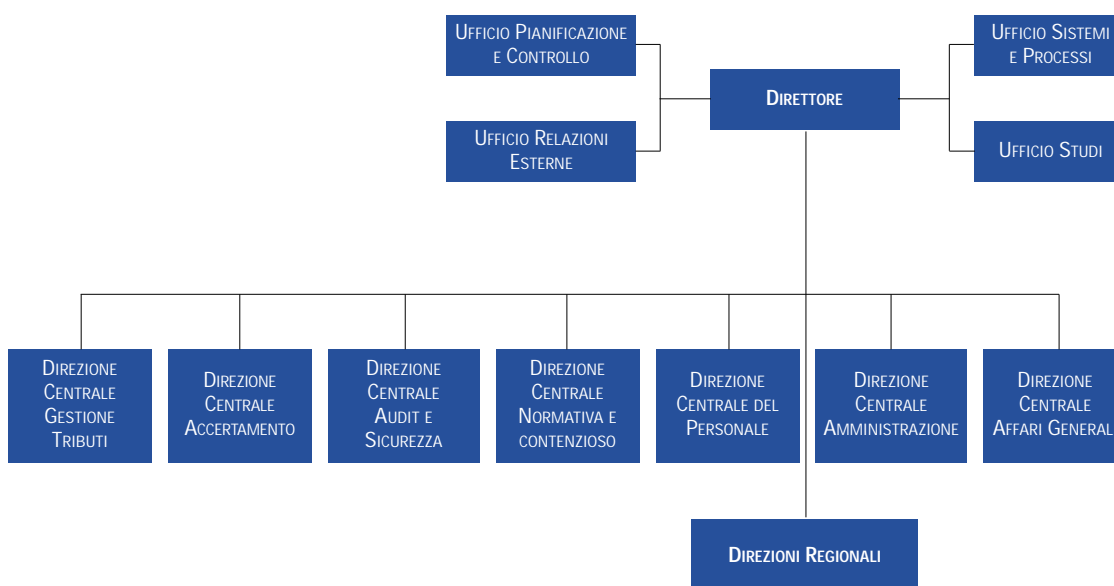 Ufficio Pianificazione
e Controllo
Ufficio Sistemi
e Processi
Direttore
Ufficio Relazioni
Esterne
Ufficio Studi
Direzione
Centrale
Gestione
Tributi
Direzione
Centrale
Accertamento
Direzione
Centrale
Audit e
Sicurezza
Direzione
Centrale
Normativa e
contenzioso
Direzione
Centrale del
Personale
Direzione
Centrale
Amministrazione
Direzione
Centrale
Affari General
Direzioni Regionali